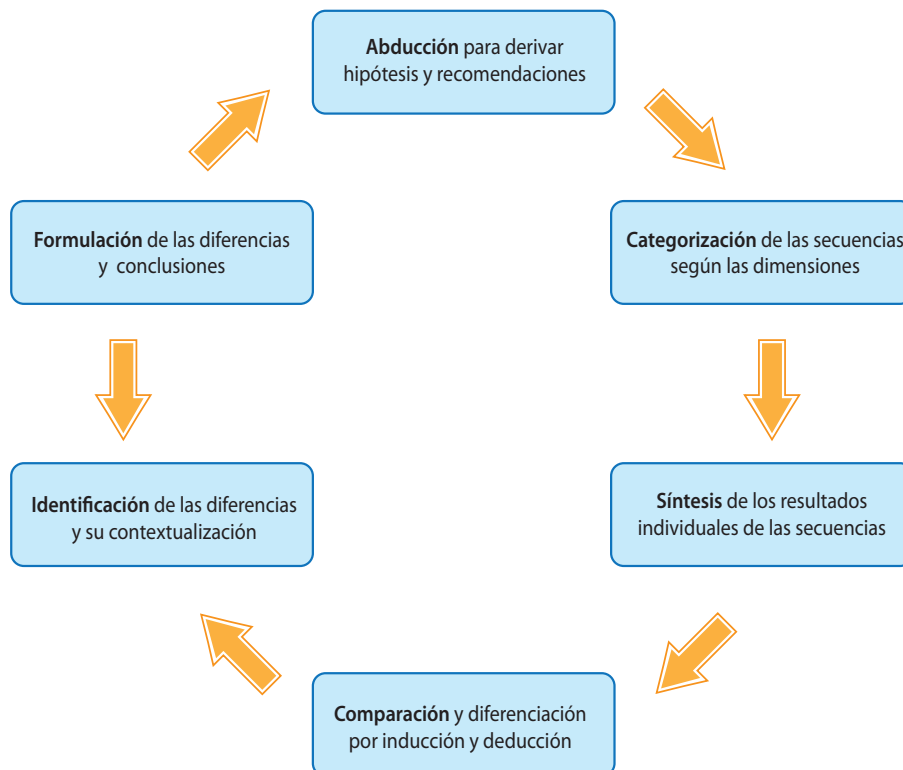 Abducción para derivar
hipótesis y recomendaciones
Formulación de las diferencias
y conclusiones
Categorización de las secuencias
según las dimensiones
Identificación de las diferencias
y su contextualización
Síntesis de los resultados
individuales de las secuencias
Comparación y diferenciación
por inducción y deducción